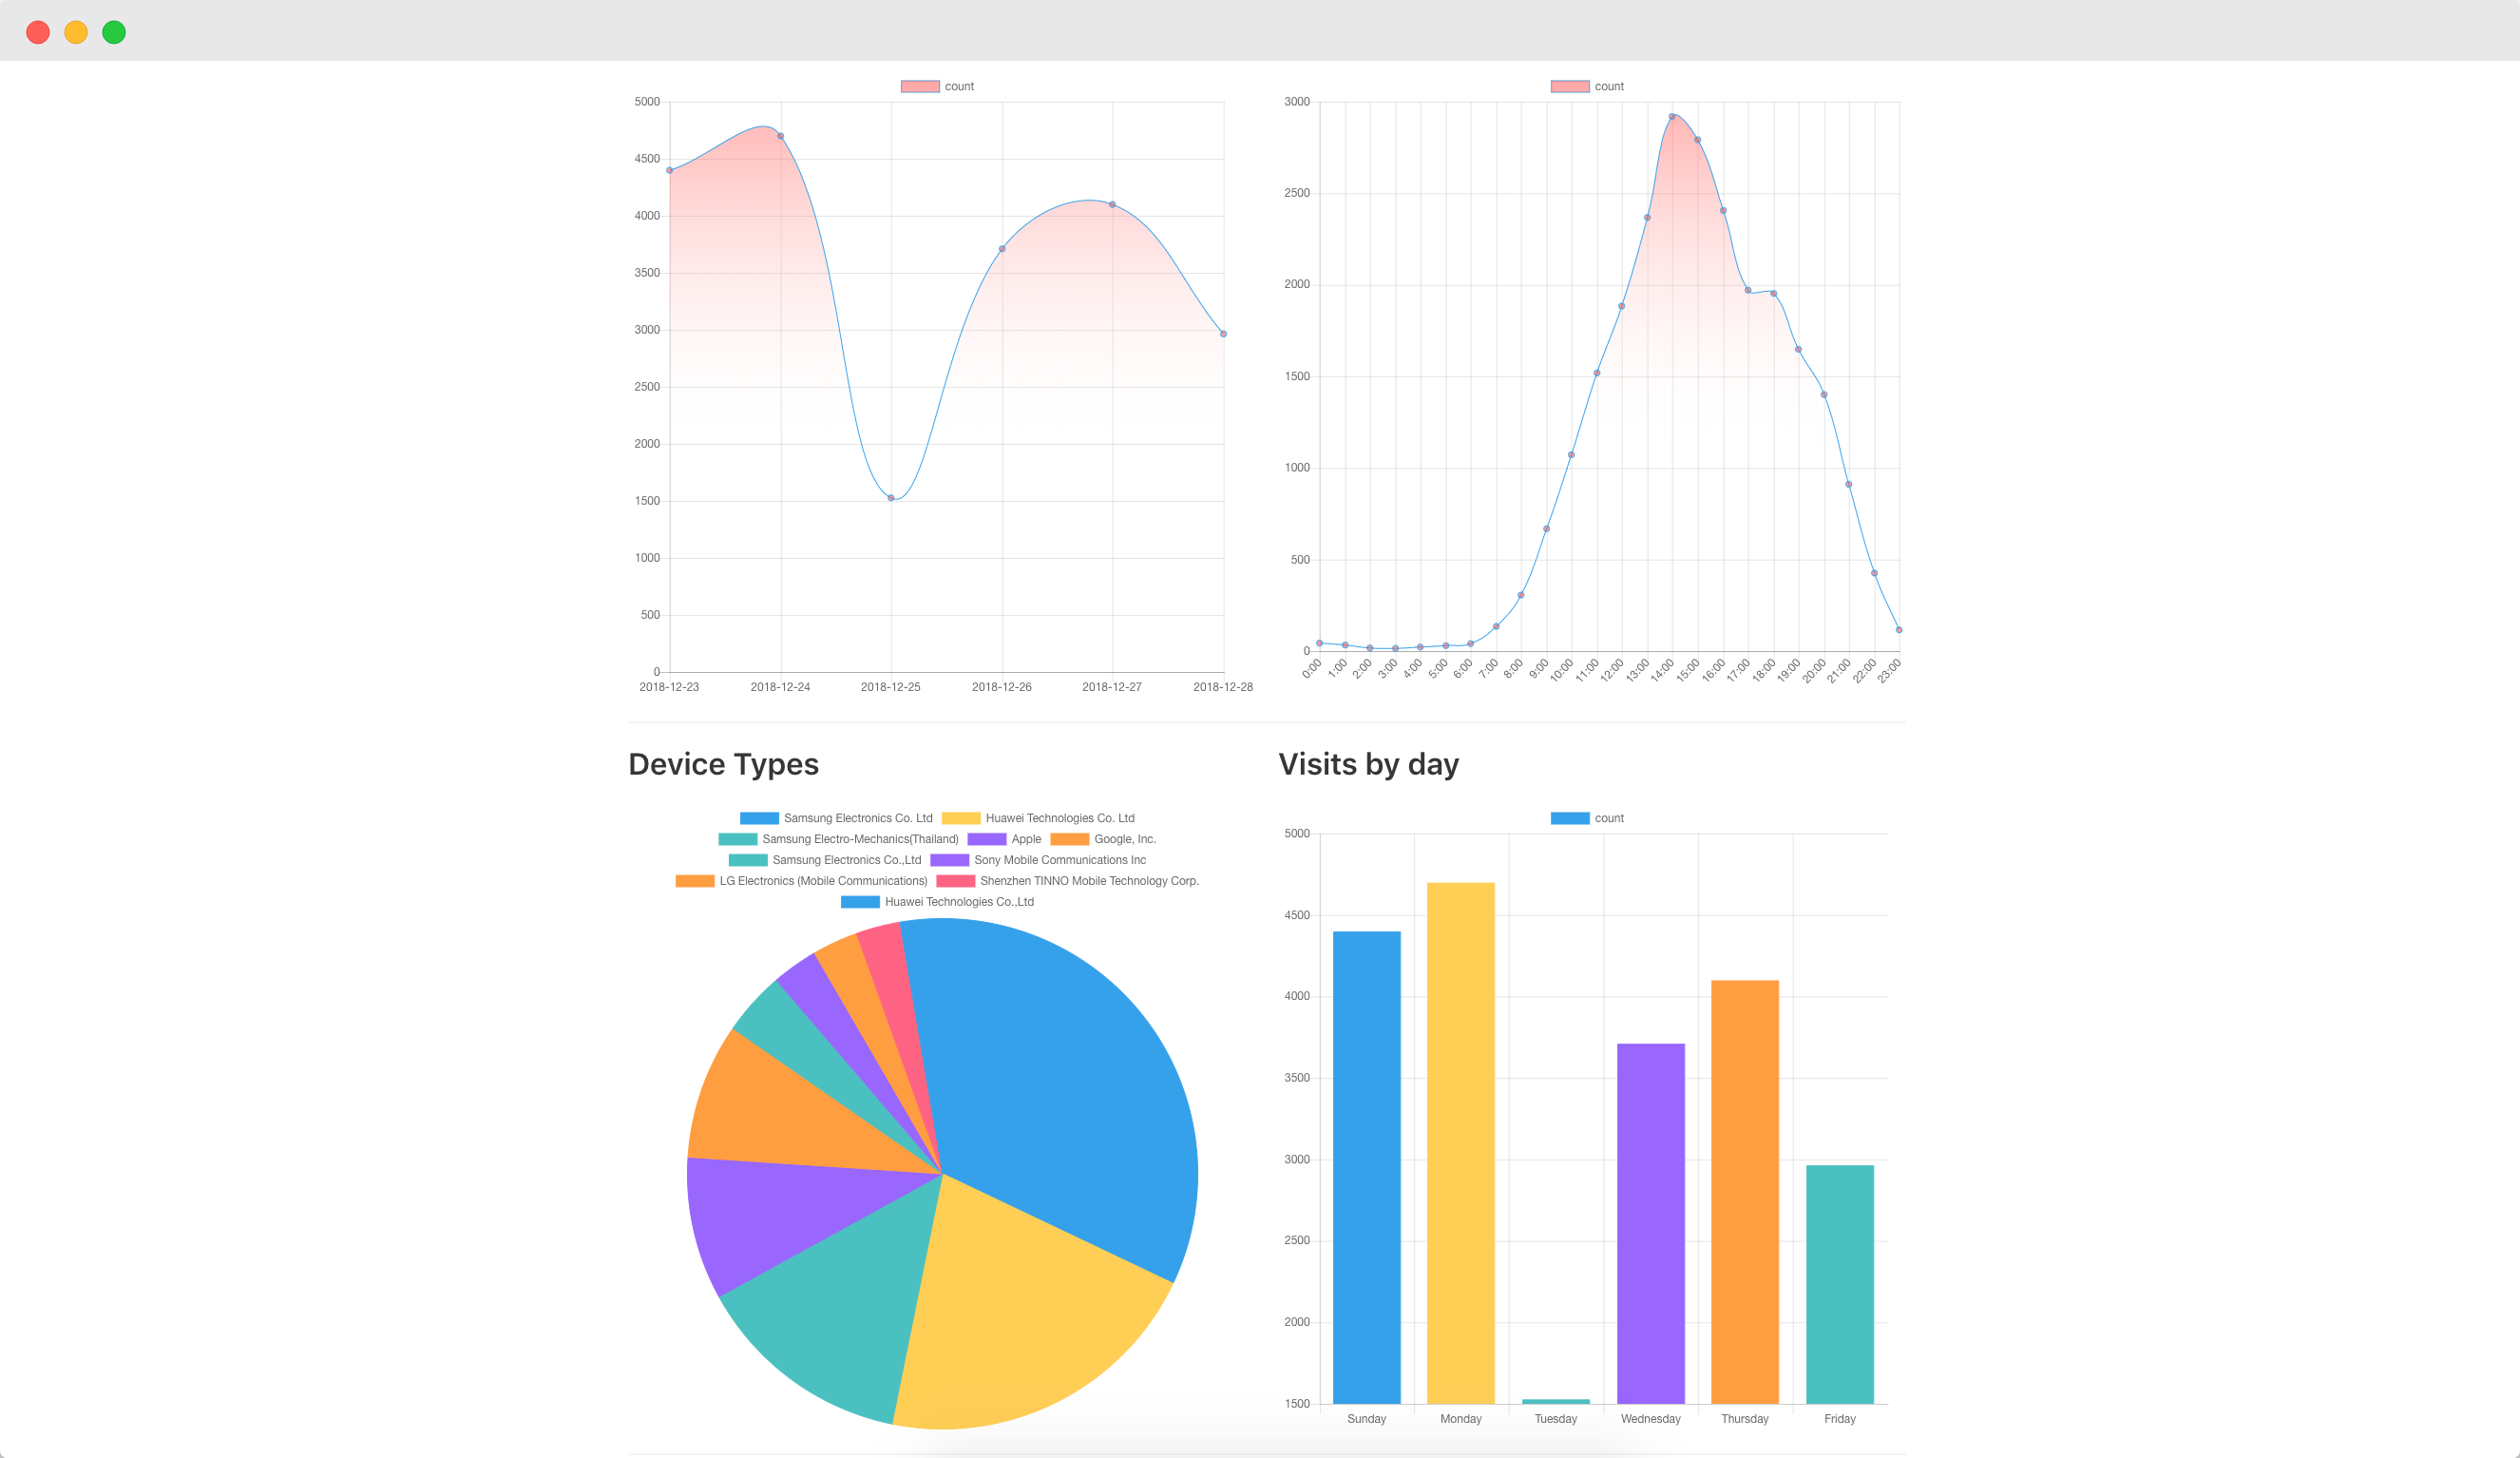 count
5000
4500
4000
3500
3000
2500
2000
1500
1000
500
0
2018-12-23 2018-12-24 2018-12-25 2018-12-26 2018-12-27 2018-12-28
count
3000
2500
2000
1500
1000
500
0
0:00 1:00 2:00 3:00 4:00 5:00 6:00 7:00 8:00 9:00 10:00 11:00 12:00 13:00 14:00 15:00 16:00 17:00 18:00 19:00 20:00 21:00 22:00 23:00
Device Types
Samsung Electronics Co. Ltd Huawei Technologies Co. Ltd
Samsung Electro-Mechanics(Thailand) Apple Google, Inc.
Samsung Electronics Co.,Ltd Sony Mobile Communications Inc
LG Electronics (Mobile Communications) Shenzhen TINNO Mobile Technology Corp.
Huawei Technologies Co.,Ltd
Visits by day
count
5000
4500
4000
3500
3000
2500
2000
1500
Sunday Monday Tuesday Wednesday Thursday Friday